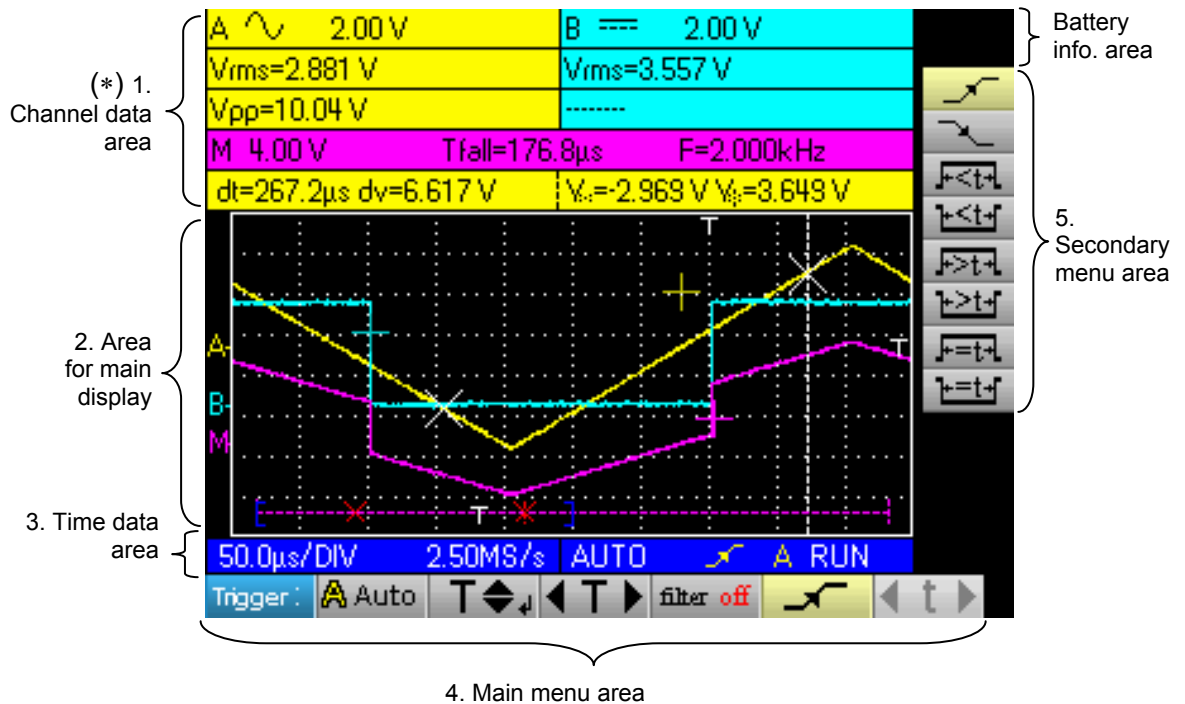 (*) 1.
Channel data
area
2. Area
for main
display
3. Time data
area
A 2.00 V B 2.00 V
Vrms=2.881 V Vrms=3.557 V
Vpp=10.04 V --------
M 4.00 V Tfall=176.8µs F=2.000kHz
dt=267.2µs dv=6.617 V =-2.969 V =3.649 V
T
A
T
B
M
T
50.0µs/DIV 2.50MS/s AUTO A RUN
Trigger : A Auto T T filter off t
4. Main menu area
Battery
info. area
<t
<t
>t
>t
=t
=t
5.
Secondary
menu area